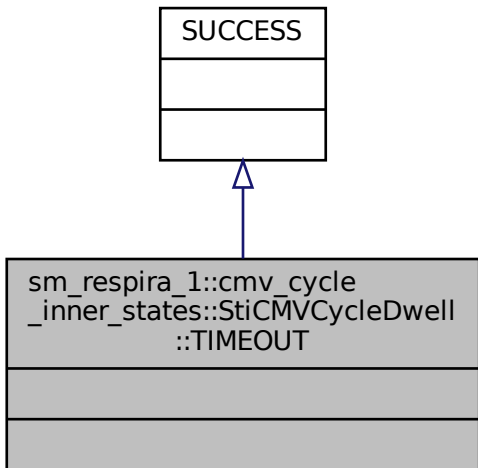 SUCCESS
sm_respira_1::cmv_cycle
_inner_states::StiCMVCycleDwell
::TIMEOUT